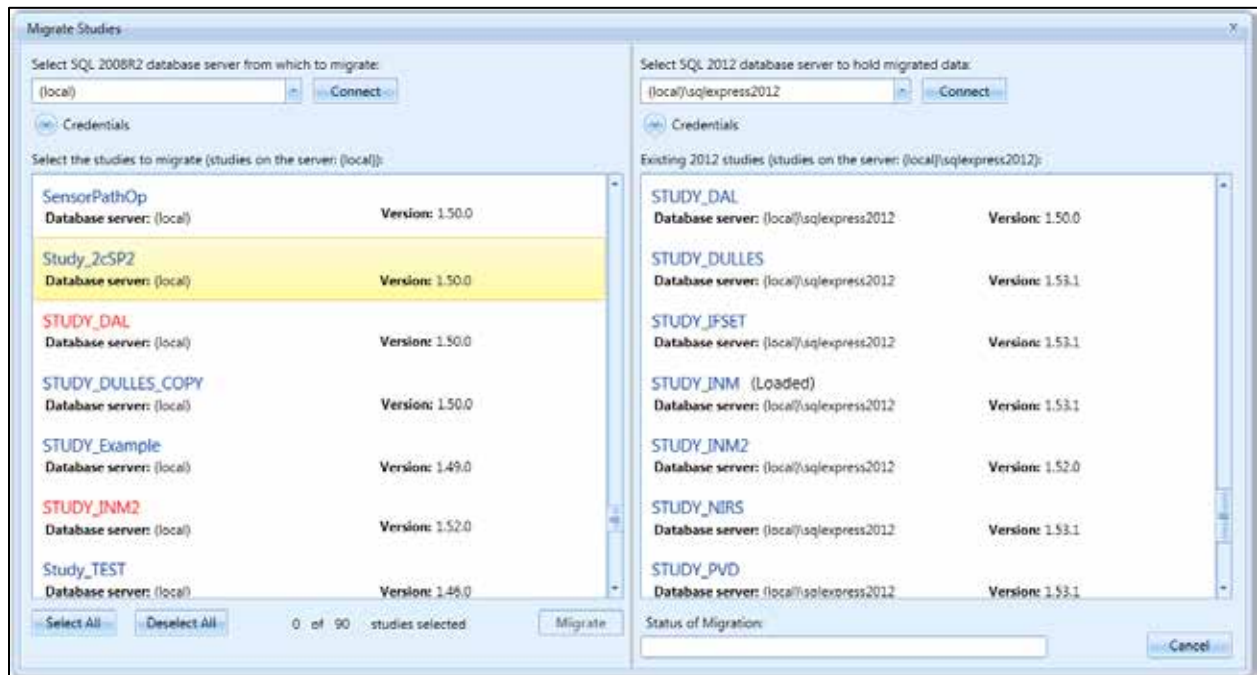 Migrate Studies
x
Select SQL 2008R2 database server from which to migrate:
(local)
Connect
Credentials
Select the studies to migrate (studies on the server: (local)):
SensorPathOp
Database server: (local)
Version: 1.50.0
Study_2cSP2
Database server: (local)
Version: 1.50.0
STUDY_DAL
Database server: (local)
Version: 1.50.0
STUDY_DULLES_COPY
Database server: (local)
Version: 1.50.0
STUDY_Example
Database server: (local)
Version: 1.49.0
STUDY_INM2
Database server: (local)
Version: 1.52.0
Study_TEST
Database server: (local)
Version: 1.46.0
Select All
Deselect All
0 of 90 studies selected
Migrate
Select SQL 2012 database server to hold migrated data:
(local)\sqlexpress2012
Connect
Credentials
Existing 2012 studies (studies on the server: (local)\sqlexpress2012):
STUDY_DAL
Database server: (local)\sqlexpress2012
Version: 1.50.0
STUDY_DULLES
Database server: (local)\sqlexpress2012
Version: 1.53.1
STUDY_IFSET
Database server: (local)\sqlexpress2012
Version: 1.53.1
STUDY_INM (Loaded)
Database server: (local)\sqlexpress2012
Version: 1.53.1
STUDY_INM2
Database server: (local)\sqlexpress2012
Version: 1.52.0
STUDY_NIRS
Database server: (local)\sqlexpress2012
Version: 1.53.1
STUDY_PVD
Database server: (local)\sqlexpress2012
Version: 1.53.1
Status of Migration:
Cancel